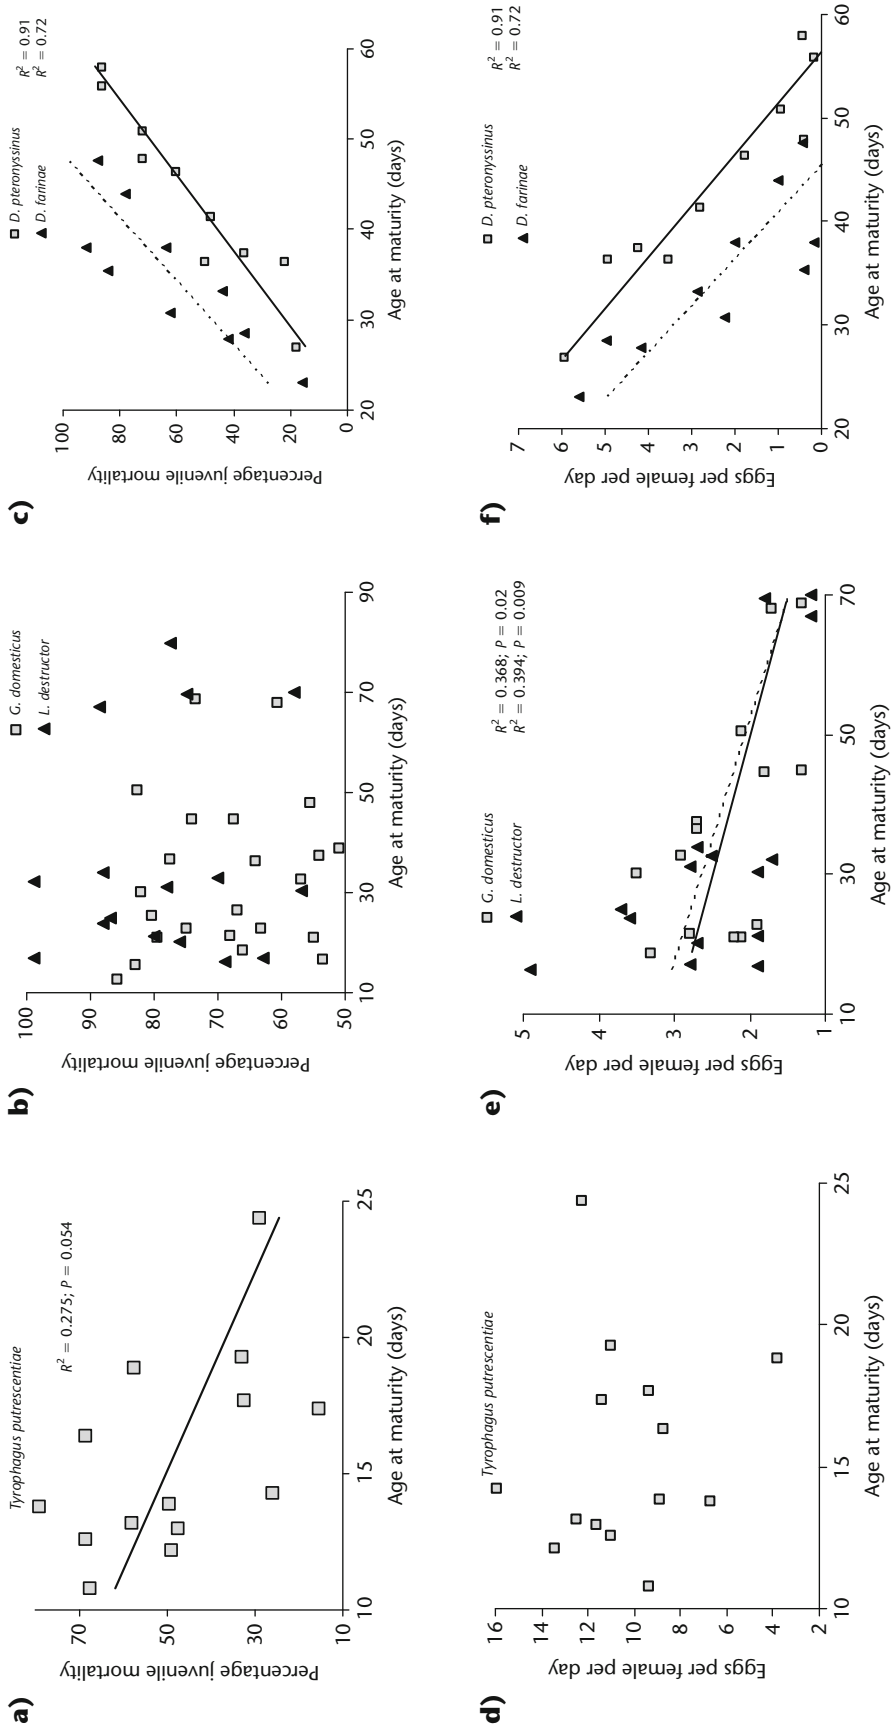 a)
Tyrophagus putrescentiae
R² = 0.275; P = 0.054
Percentage juvenile mortality
70
50
30
10
10
15
20
25
Age at maturity (days)
b)
G. domesticus
L. destructor
Percentage juvenile mortality
100
90
80
70
60
50
10
30
50
70
90
Age at maturity (days)
c)
D. pteronyssinus
D. farinae
R² = 0.91
R² = 0.72
Percentage juvenile mortality
100
80
60
40
20
0
20
30
40
50
60
Age at maturity (days)
d)
Tyrophagus putrescentiae
Eggs per female per day
16
14
12
10
8
6
4
2
10
15
20
25
Age at maturity (days)
e)
G. domesticus
L. destructor
R² = 0.368; P = 0.02
R² = 0.394; P = 0.009
Eggs per female per day
5
4
3
2
1
10
30
50
70
Age at maturity (days)
f)
D. pteronyssinus
D. farinae
R² = 0.91
R² = 0.72
Eggs per female per day
7
6
5
4
3
2
1
0
20
30
40
50
60
Age at maturity (days)